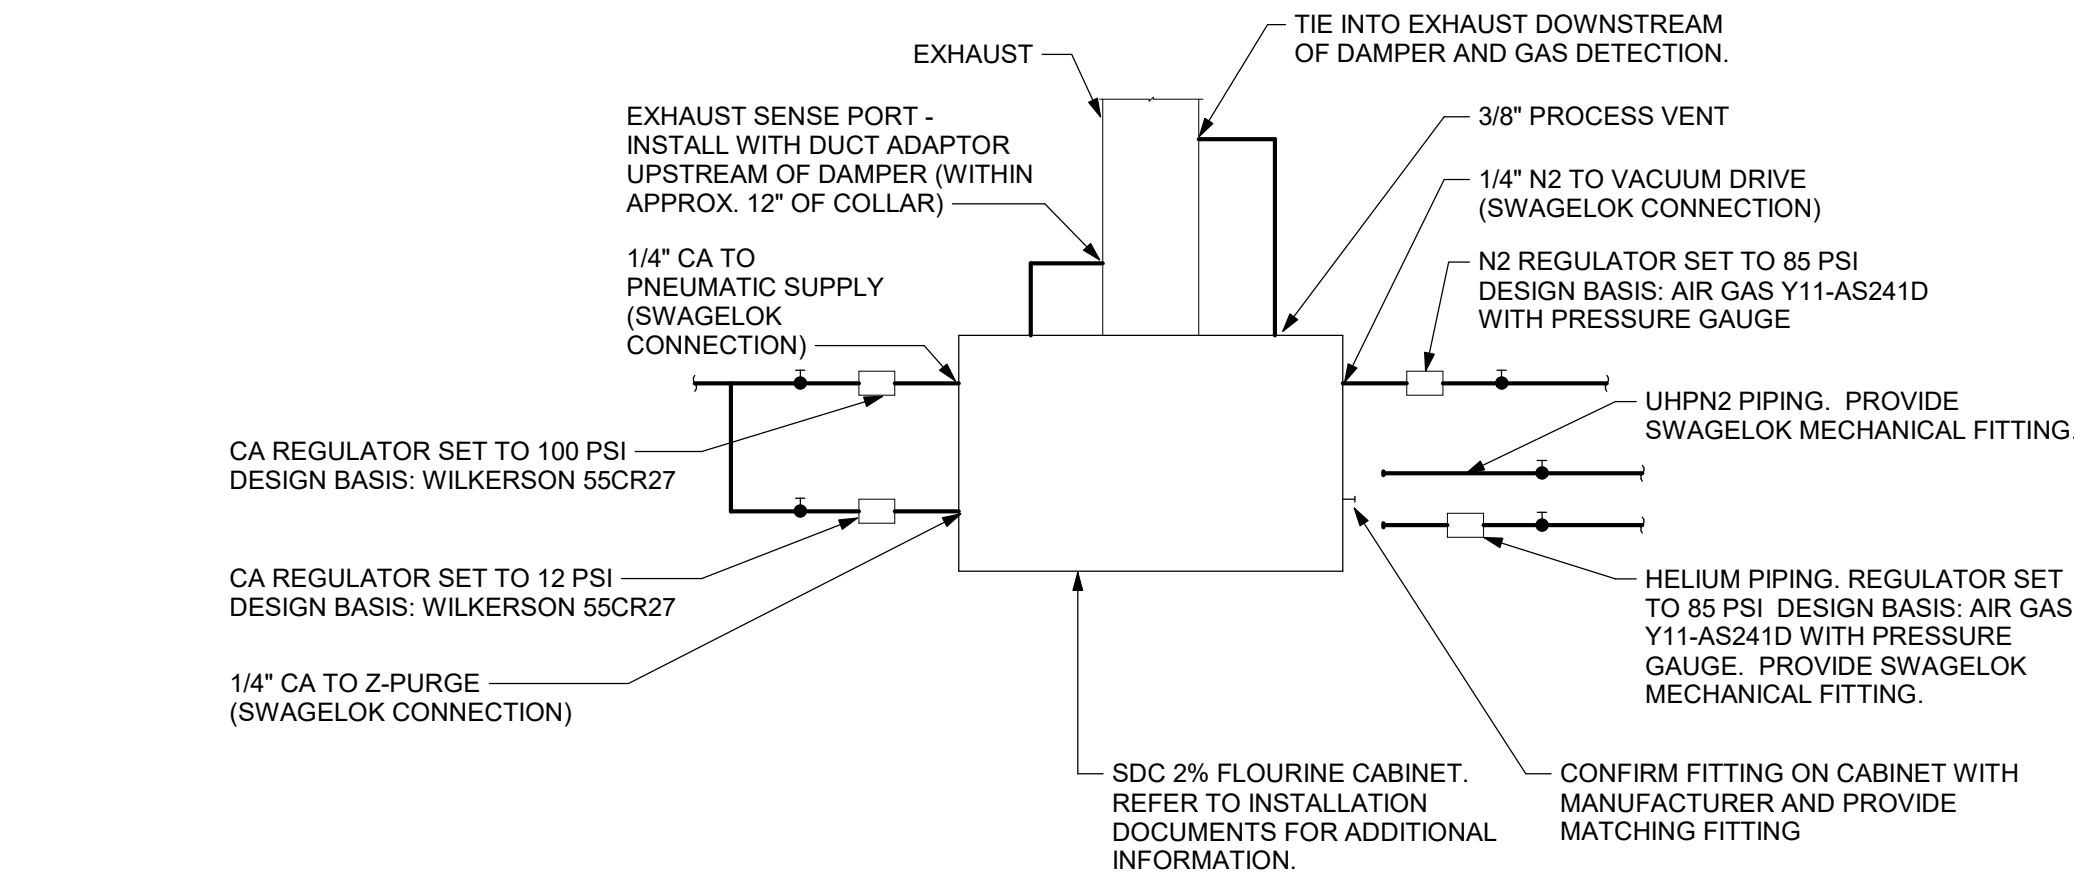 TIE INTO EXHAUST DOWNSTREAM
OF DAMPER AND GAS DETECTION.
EXHAUST
EXHAUST SENSE PORT -
INSTALL WITH DUCT ADAPTOR
UPSTREAM OF DAMPER (WITHIN
APPROX. 12" OF COLLAR)
3/8" PROCESS VENT
1/4" N2 TO VACUUM DRIVE
(SWAGELOK CONNECTION)
1/4" CA TO
PNEUMATIC SUPPLY
(SWAGELOK
CONNECTION)
N2 REGULATOR SET TO 85 PSI
DESIGN BASIS: AIR GAS Y11-AS241D
WITH PRESSURE GAUGE
UHPN2 PIPING. PROVIDE
SWAGELOK MECHANICAL FITTING.
CA REGULATOR SET TO 100 PSI
DESIGN BASIS: WILKERSON 55CR27
CA REGULATOR SET TO 12 PSI
DESIGN BASIS: WILKERSON 55CR27
HELIUM PIPING. REGULATOR SET
TO 85 PSI DESIGN BASIS: AIR GAS
Y11-AS241D WITH PRESSURE
GAUGE. PROVIDE SWAGELOK
MECHANICAL FITTING.
1/4" CA TO Z-PURGE
(SWAGELOK CONNECTION)
SDC 2% FLOURINE CABINET.
REFER TO INSTALLATION
DOCUMENTS FOR ADDITIONAL
INFORMATION.
CONFIRM FITTING ON CABINET WITH
MANUFACTURER AND PROVIDE
MATCHING FITTING